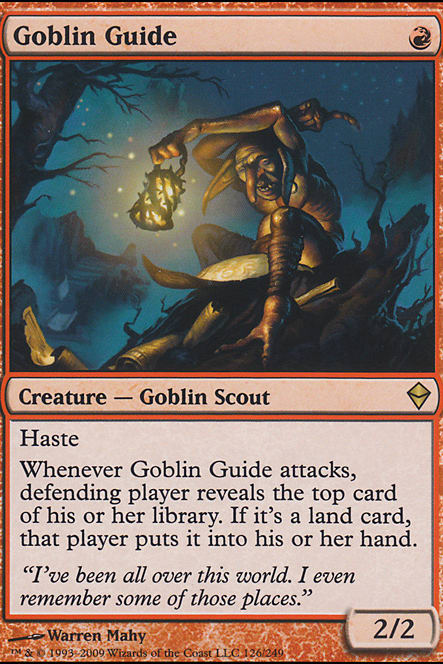 Goblin Guide
Creature — Goblin Scout
Haste
Whenever Goblin Guide attacks,
defending player reveals the top card
of his or her library. If it's a land card,
that player puts it into his or her hand.
"I've been all over this world. I even
remember some of those places."
Warren Mahy
2/2
™ & © 1993–2009 Wizards of the Coast LLC 126/249